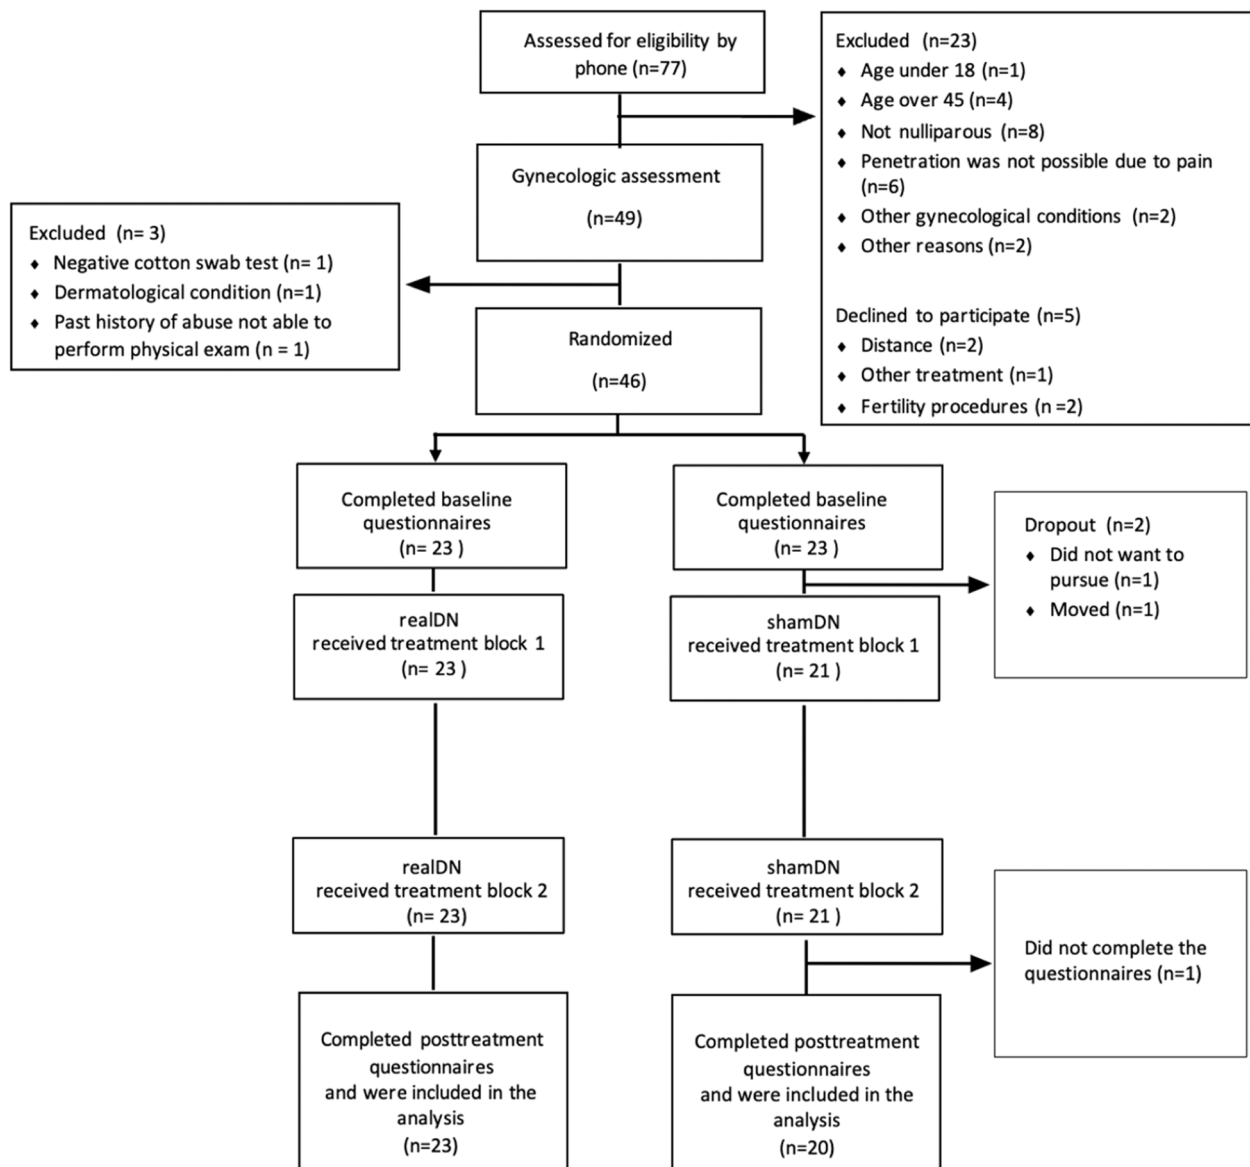 Assessed for eligibility by
phone (n=77)
Excluded (n=23)
♦ Age under 18 (n=1)
♦ Age over 45 (n=4)
♦ Not nulliparous (n=8)
♦ Penetration was not possible due to pain
(n=6)
♦ Other gynecological conditions (n=2)
♦ Other reasons (n=2)
Declined to participate (n=5)
♦ Distance (n=2)
♦ Other treatment (n=1)
♦ Fertility procedures (n =2)
Gynecologic assessment
(n=49)
Excluded (n= 3)
♦ Negative cotton swab test (n= 1)
♦ Dermatological condition (n=1)
♦ Past history of abuse not able to
perform physical exam (n = 1)
Randomized
(n=46)
Completed baseline
questionnaires
(n= 23 )
Completed baseline
questionnaires
(n= 23 )
Dropout (n=2)
♦ Did not want to
pursue (n=1)
♦ Moved (n=1)
realDN
received treatment block 1
(n= 23 )
shamDN
received treatment block 1
(n= 21 )
realDN
received treatment block 2
(n= 23)
shamDN
received treatment block 2
(n= 21 )
Did not complete the
questionnaires (n=1)
Completed posttreatment
questionnaires
and were included in the
analysis
(n=23)
Completed posttreatment
questionnaires
and were included in the
analysis
(n=20)